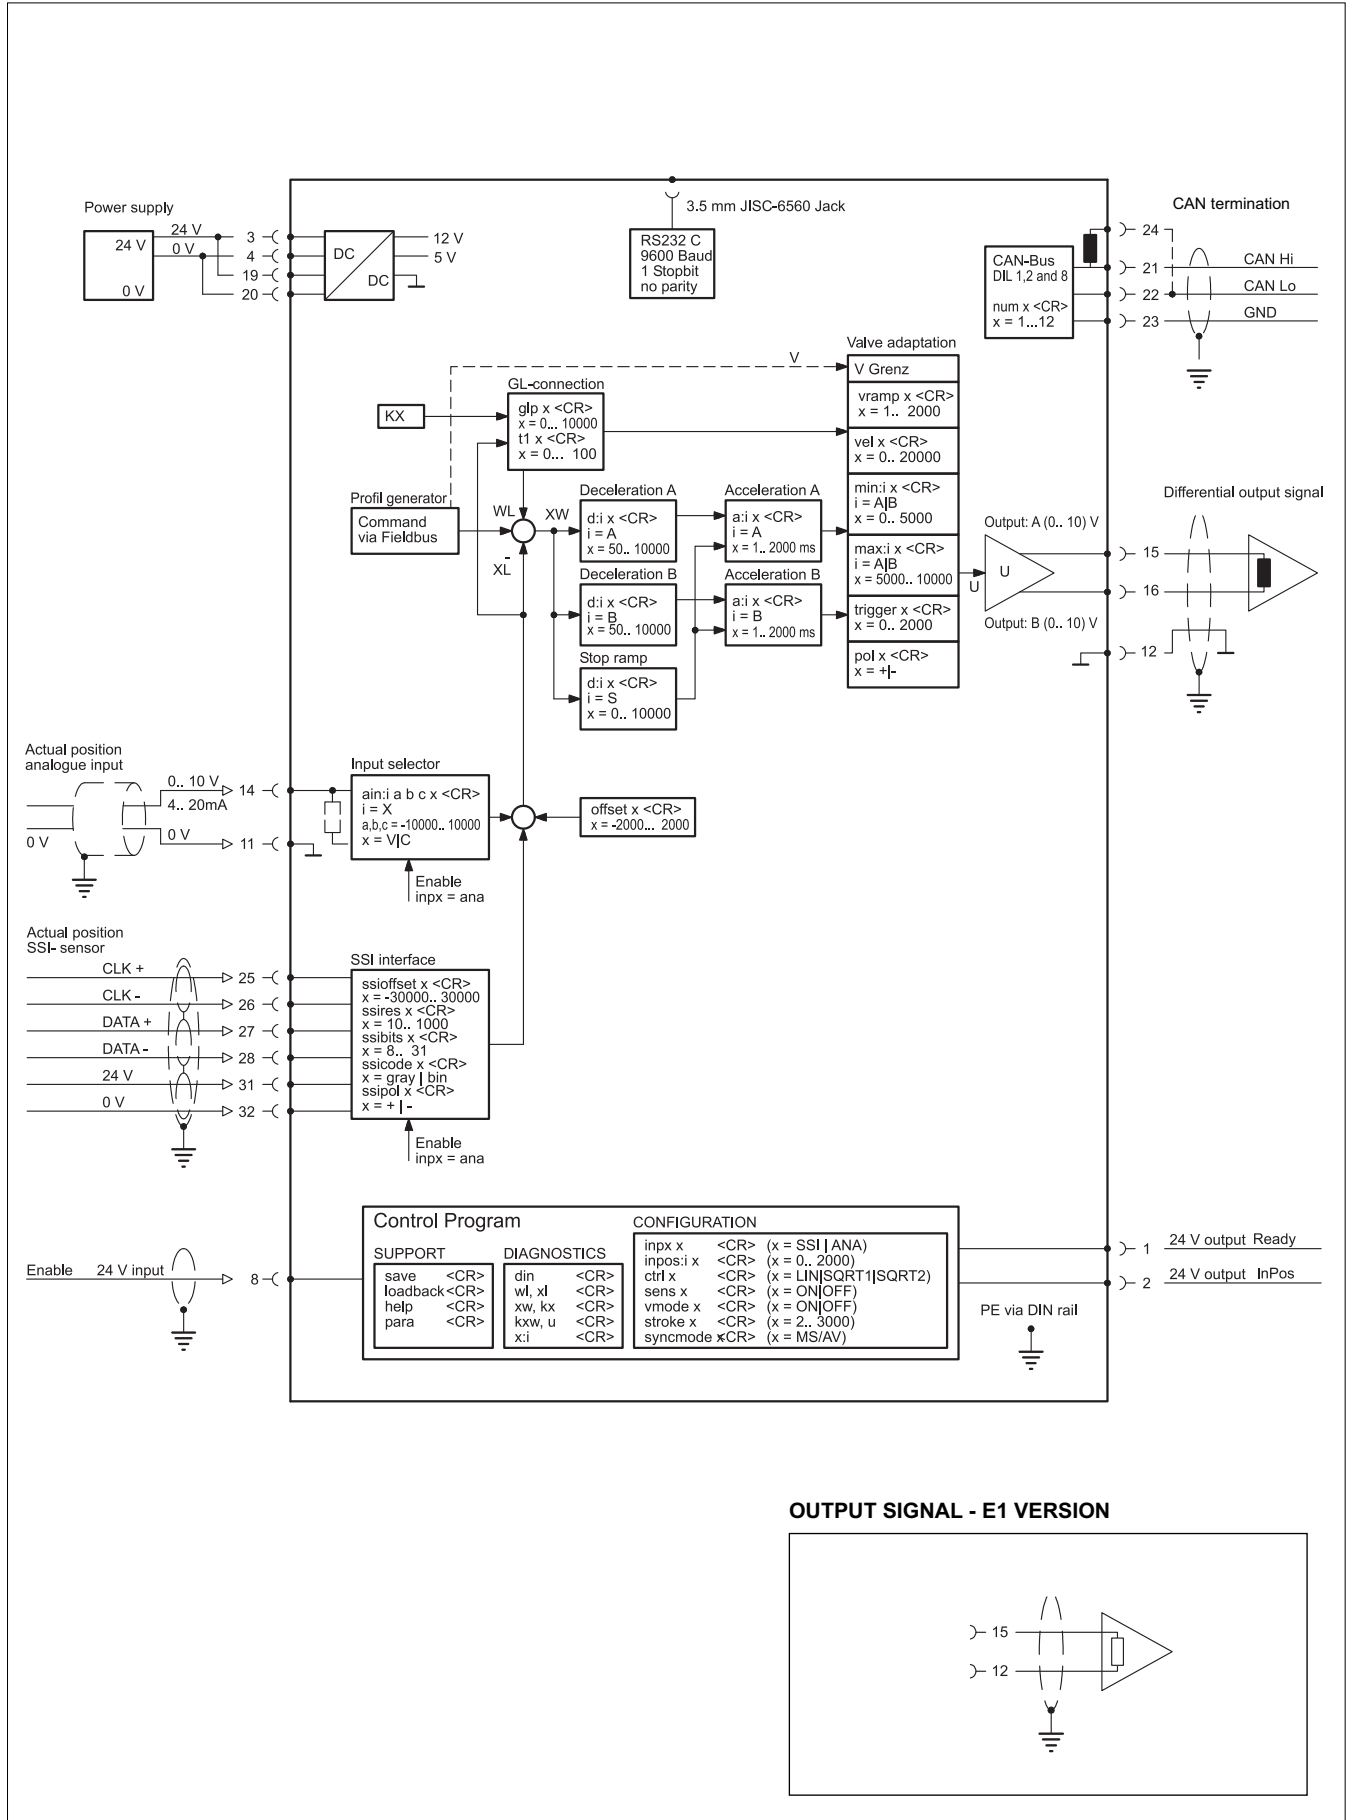 3.5 mm JISC-6560 Jack
RS232 C
9600 Baud
1 Stopbit
no parity
Power supply
24 V
0 V
24 V
0 V
3
4
19
20
DC
DC
12 V
5 V
CAN termination
CAN-Bus
DIL 1,2 and 8
num x <CR>
x = 1...12
24
21
22
23
CAN Hi
CAN Lo
GND
V
KX
GL-connection
glp x <CR>
x = 0... 10000
t1 x <CR>
x = 0... 100
Valve adaptation
V Grenz
vramp x <CR>
x = 1.. 2000
vel x <CR>
x = 0.. 20000
min:i x <CR>
i = A|B
x = 0.. 5000
max:i x <CR>
i = A|B
x = 5000.. 10000
trigger x <CR>
x = 0.. 2000
pol x <CR>
x = +|-
Profil generator
Command
via Fieldbus
WL
XW
-
XL
Deceleration A
d:i x <CR>
i = A
x = 50.. 10000
Acceleration A
a:i x <CR>
i = A
x = 1.. 2000 ms
Deceleration B
d:i x <CR>
i = B
x = 50.. 10000
Acceleration B
a:i x <CR>
i = B
x = 1.. 2000 ms
Stop ramp
d:i x <CR>
i = S
x = 0.. 10000
U
U
Differential output signal
Output: A (0.. 10) V
Output: B (0.. 10) V
15
16
12
Actual position
analogue input
0.. 10 V
4.. 20mA
0 V
0 V
14
11
Input selector
ain:i a b c x <CR>
i = X
a,b,c = -10000.. 10000
x = V|C
Enable
inpx = ana
offset x <CR>
x = -2000... 2000
Actual position
SSI- sensor
CLK +
CLK -
DATA +
DATA -
24 V
0 V
25
26
27
28
31
32
SSI interface
ssioffset x <CR>
x = -30000.. 30000
ssires x <CR>
x = 10.. 1000
ssibits x <CR>
x = 8.. 31
ssicode x <CR>
x = gray | bin
ssipol x <CR>
x = + | -
Enable
inpx = ana
Enable 24 V input
8
Control Program
SUPPORT
save <CR>
loadback <CR>
help <CR>
para <CR>
DIAGNOSTICS
din <CR>
wl, xl <CR>
xw, kx <CR>
kxw, u <CR>
x:i <CR>
CONFIGURATION
inpx x <CR> (x = SSI | ANA)
inpos:i x <CR> (x = 0.. 2000)
ctrl x <CR> (x = LIN|SQRT1|SQRT2)
sens x <CR> (x = ON|OFF)
vmode x <CR> (x = ON|OFF)
stroke x <CR> (x = 2.. 3000)
syncmode x <CR> (x = MS/AV)
1 24 V output Ready
2 24 V output InPos
PE via DIN rail
OUTPUT SIGNAL - E1 VERSION
15
12